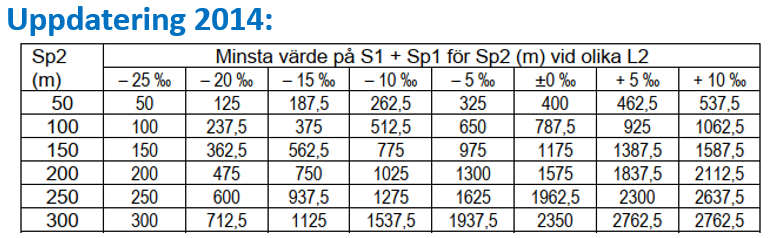 Uppdatering 2014:
Sp2 (m) Minsta värde på S1 + Sp1 för Sp2 (m) vid olika L2
– 25 ‰ – 20 ‰ – 15 ‰ – 10 ‰ – 5 ‰ ±0 ‰ + 5 ‰ + 10 ‰
50 50 125 187,5 262,5 325 400 462,5 537,5
100 100 237,5 375 512,5 650 787,5 925 1062,5
150 150 362,5 562,5 775 975 1175 1387,5 1587,5
200 200 475 750 1025 1300 1575 1837,5 2112,5
250 250 600 937,5 1275 1625 1962,5 2300 2637,5
300 300 712,5 1125 1537,5 1937,5 2350 2762,5 2762,5